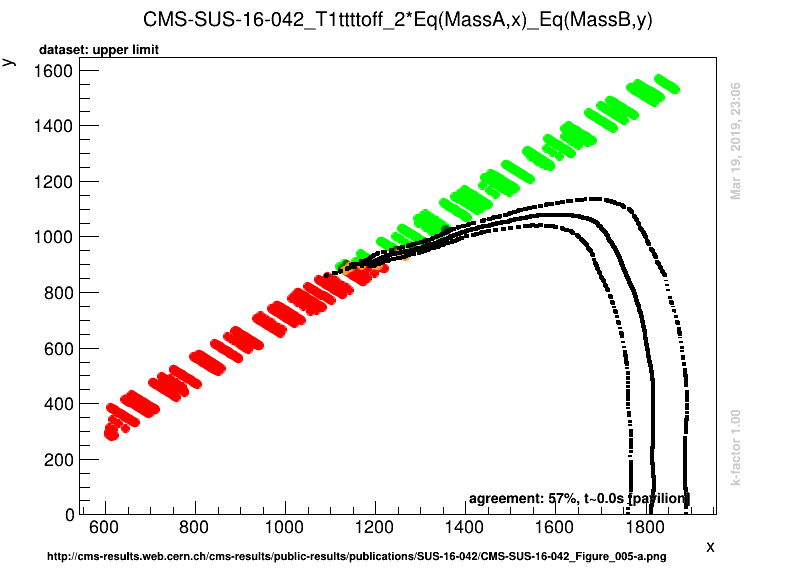 CMS-SUS-16-042_T1ttttoff_2*Eq(MassA,x)_Eq(MassB,y)
dataset: upper limit
y
1600
1400
1200
1000
800
600
400
200
0
Mar 19, 2019, 23:06
k-factor 1.00
agreement: 57%, t~0.0s [pavilion]
600 800 1000 1200 1400 1600 1800
x
http://cms-results.web.cern.ch/cms-results/public-results/publications/SUS-16-042/CMS-SUS-16-042_Figure_005-a.png